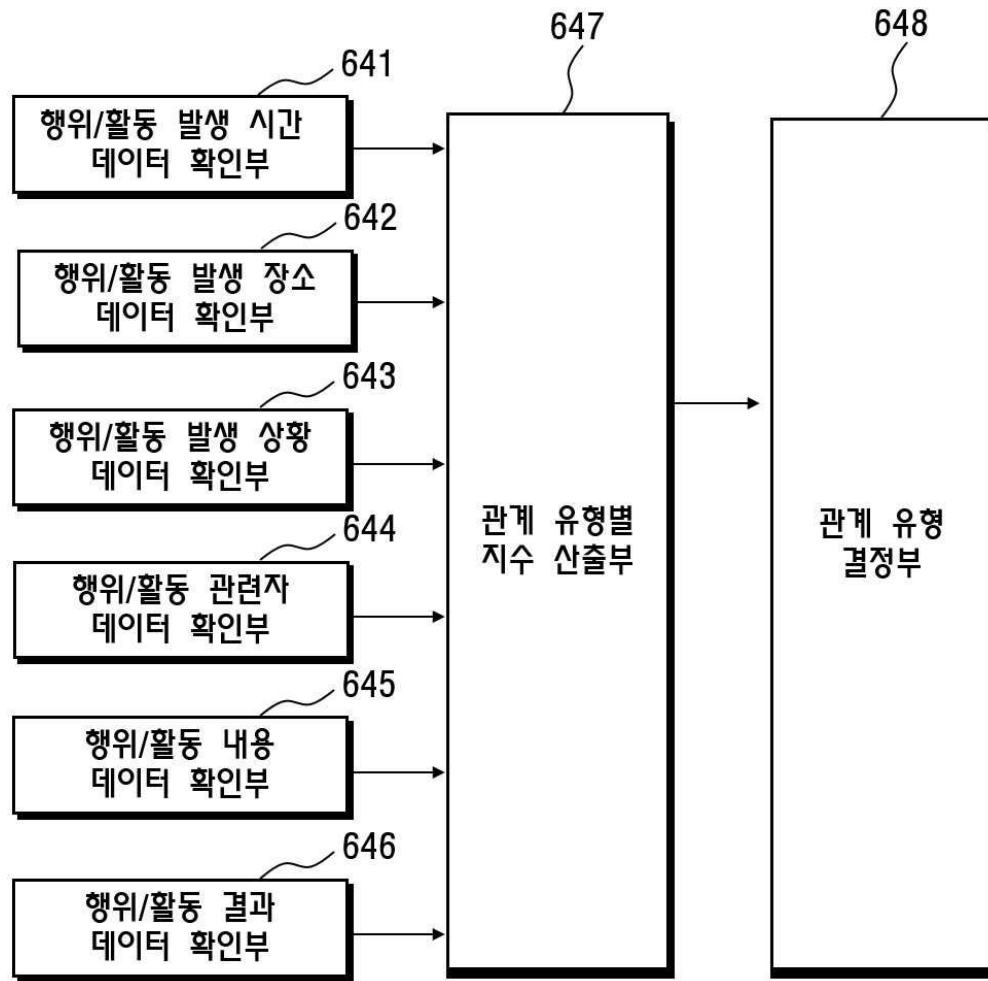 647
648
641
행위/활동 발생 시간
데이터 확인부
642
행위/활동 발생 장소
데이터 확인부
643
행위/활동 발생 상황
데이터 확인부
644
행위/활동 관련자
데이터 확인부
645
행위/활동 내용
데이터 확인부
646
행위/활동 결과
데이터 확인부
관계 유형별
지수 산출부
관계 유형
결정부